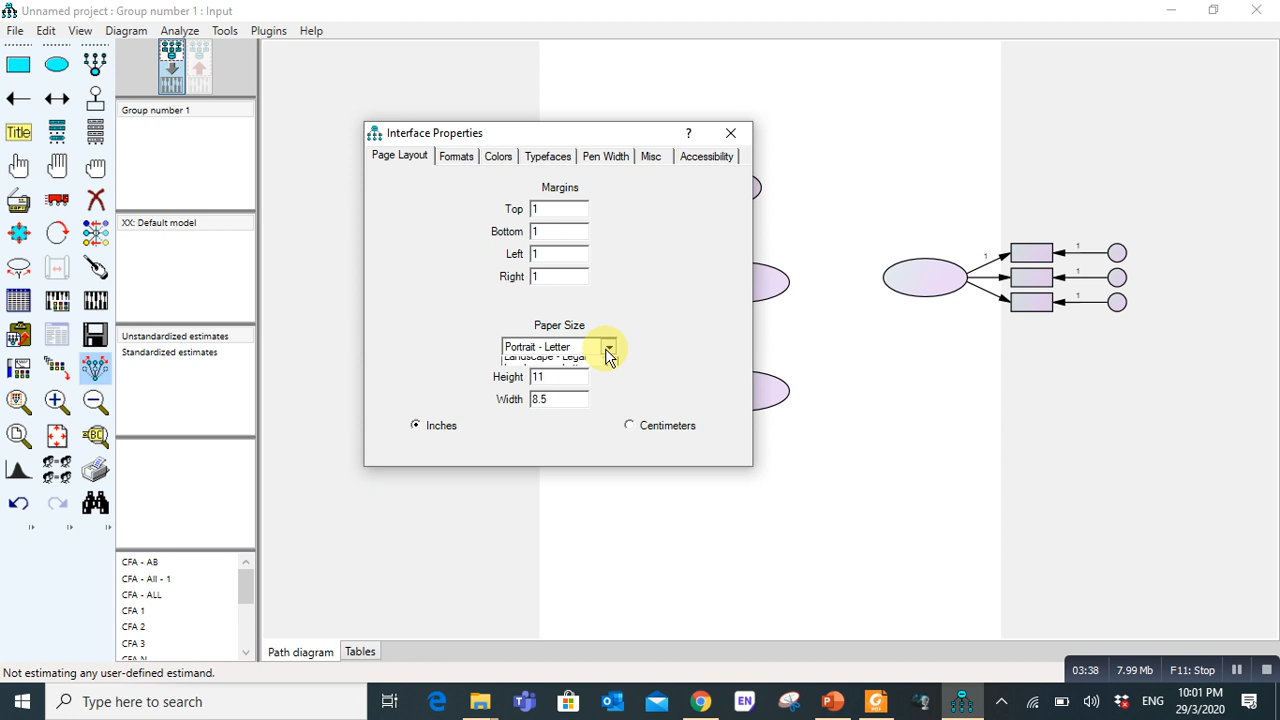 Unnamed project : Group number 1 : Input
File Edit View Diagram Analyze Tools Plugins Help
Title
Group number 1
XX: Default model
Unstandardized estimates
Standardized estimates
CFA - AB
CFA - All - 1
CFA - ALL
CFA 1
CFA 2
CFA 3
Interface Properties
?
Page Layout Formats Colors Typefaces Pen Width Misc Accessibility
Margins
Top 1
Bottom 1
Left 1
Right 1
Paper Size
Portrait - Letter
Landscape - Legal
Height 11
Width 8.5
Inches Centimeters
1 1
1
1
Path diagram Tables
Not estimating any user-defined estimand.
03:38 7.99 Mb F11: Stop
Type here to search
EN
ENG
10:01 PM
29/3/2020